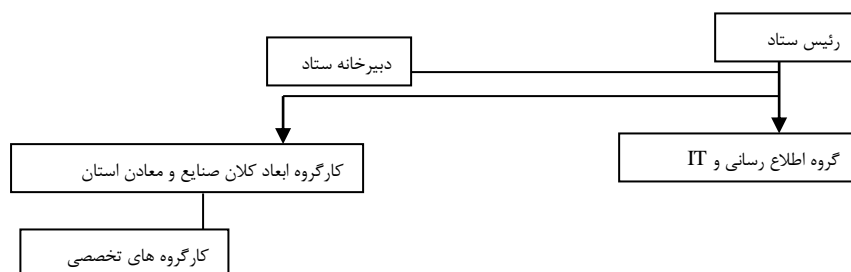 رئیس ستاد
دبیرخانه ستاد
گروه اطلاع رسانی و IT
کارگروه ابعاد کلان صنایع و معادن استان
کارگروه های تخصصی